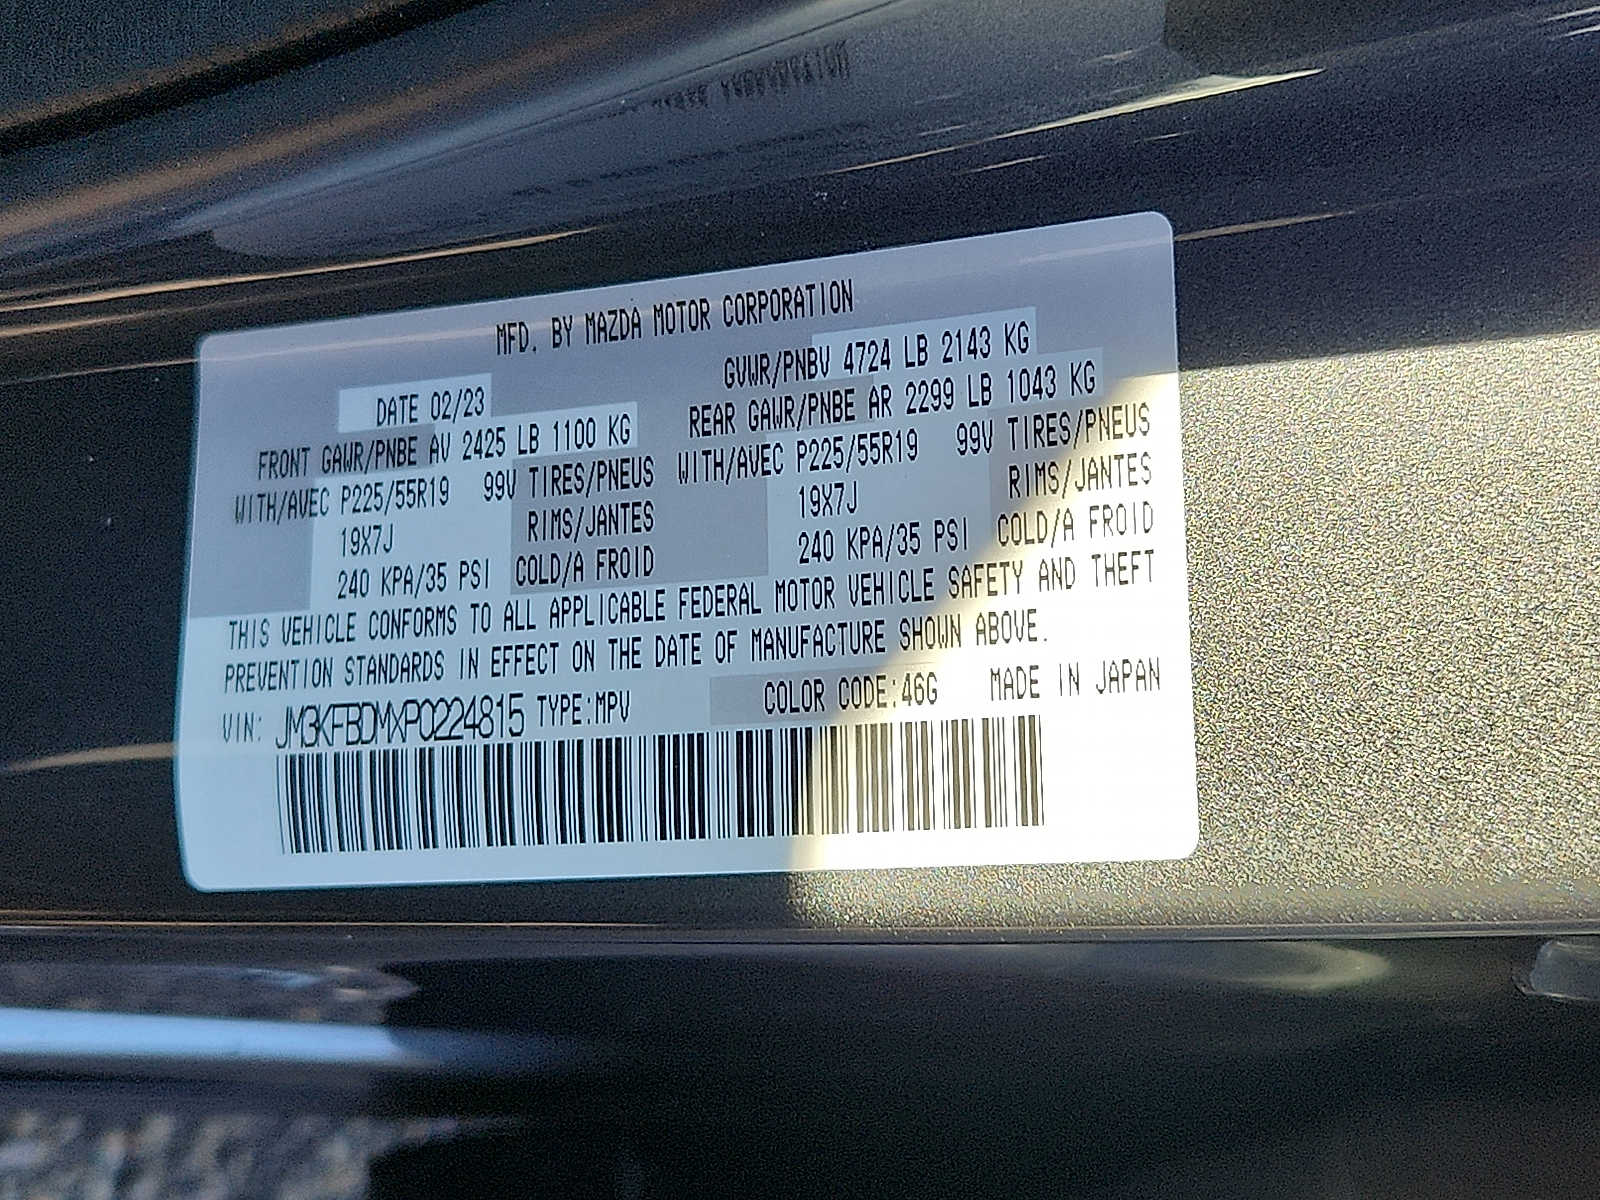 MFD. BY MAZDA MOTOR CORPORATION
DATE 02/23 GVWR/PNBV 4724 LB 2143 KG
FRONT GAWR/PNBE AV 2425 LB 1100 KG REAR GAWR/PNBE AR 2299 LB 1043 KG
WITH/AVEC P225/55R19 99V TIRES/PNEUS WITH/AVEC P225/55R19 99V TIRES/PNEUS
19X7J RIMS/JANTES 19X7J RIMS/JANTES
240 KPA/35 PSI COLD/A FROID 240 KPA/35 PSI COLD/A FROID
THIS VEHICLE CONFORMS TO ALL APPLICABLE FEDERAL MOTOR VEHICLE SAFETY AND THEFT
PREVENTION STANDARDS IN EFFECT ON THE DATE OF MANUFACTURE SHOWN ABOVE.
VIN: JM3KFBDMXP0224815 TYPE:MPV COLOR CODE:46G MADE IN JAPAN